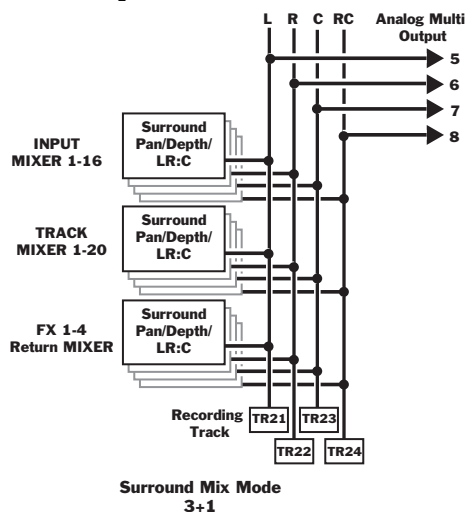 L R C RC Analog Multi
Output
5
6
7
8
INPUT
MIXER 1-16
Surround
Pan/Depth/
LR:C
TRACK
MIXER 1-20
Surround
Pan/Depth/
LR:C
FX 1-4
Return MIXER
Surround
Pan/Depth/
LR:C
Recording
Track
TR21 TR23
TR22 TR24
Surround Mix Mode
3+1